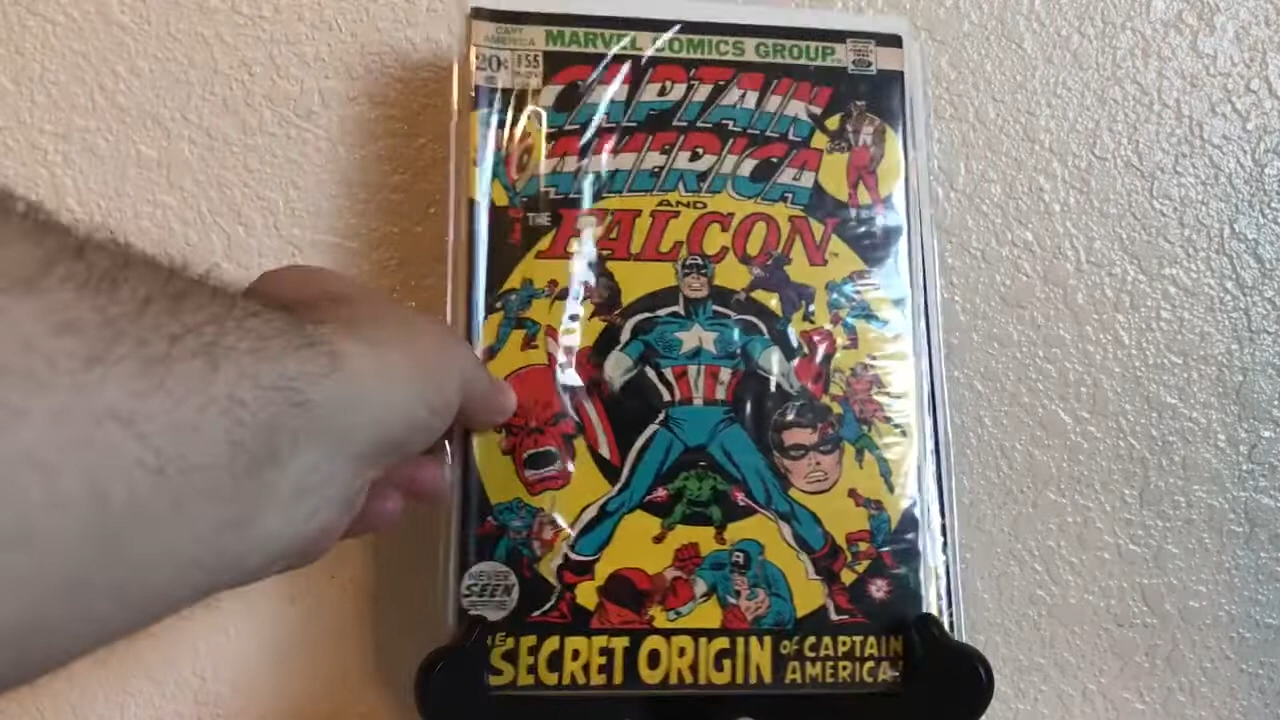 CAPT. AMERICA
MARVEL COMICS GROUP
20¢ 155
CAPTAIN
AMERICA
AND
THE FALCON
A
NEVER
SEEN
SECRET ORIGIN OF CAPTAIN
AMERICA!